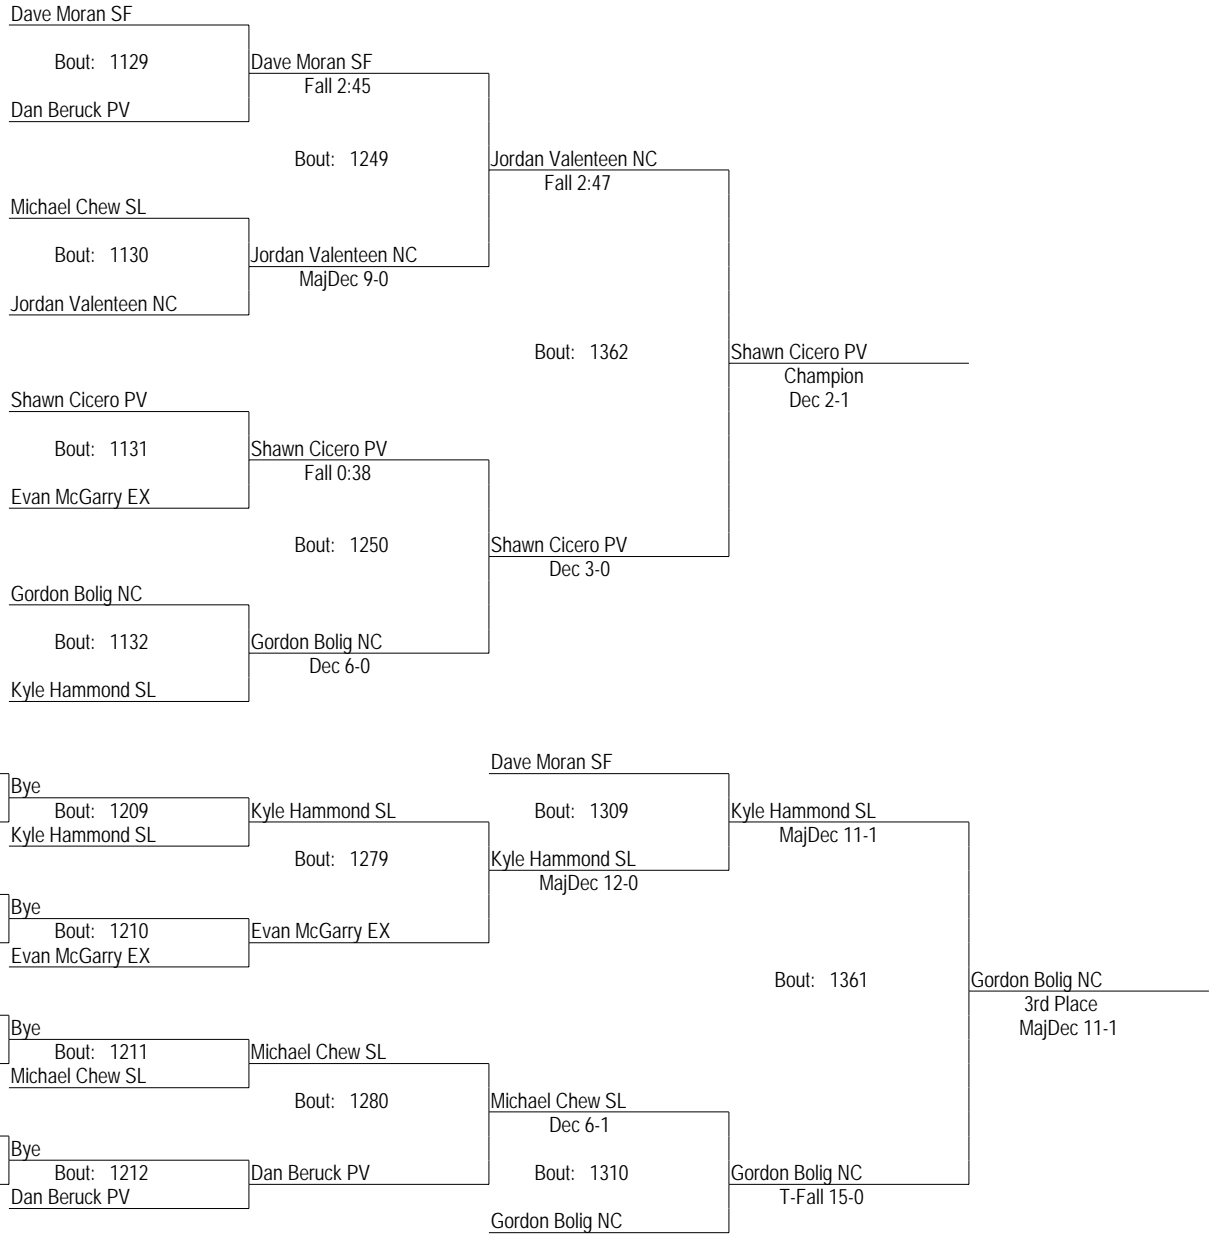 Dave Moran SF
Bout: 1129
Dave Moran SF
Fall 2:45
Dan Beruck PV
Bout: 1249
Jordan Valenteen NC
Fall 2:47
Michael Chew SL
Bout: 1130
Jordan Valenteen NC
MajDec 9-0
Jordan Valenteen NC
Bout: 1362
Shawn Cicero PV
Champion
Dec 2-1
Shawn Cicero PV
Bout: 1131
Shawn Cicero PV
Fall 0:38
Evan McGarry EX
Bout: 1250
Shawn Cicero PV
Dec 3-0
Gordon Bolig NC
Bout: 1132
Gordon Bolig NC
Dec 6-0
Kyle Hammond SL
Dave Moran SF
Bye
Bout: 1209
Kyle Hammond SL
Bout: 1309
Kyle Hammond SL
MajDec 11-1
Kyle Hammond SL
Bout: 1279
Kyle Hammond SL
MajDec 12-0
Bye
Bout: 1210
Evan McGarry EX
Evan McGarry EX
Bout: 1361
Gordon Bolig NC
3rd Place
MajDec 11-1
Bye
Bout: 1211
Michael Chew SL
Michael Chew SL
Bout: 1280
Michael Chew SL
Dec 6-1
Bye
Bout: 1212
Dan Beruck PV
Bout: 1310
Gordon Bolig NC
T-Fall 15-0
Dan Beruck PV
Gordon Bolig NC